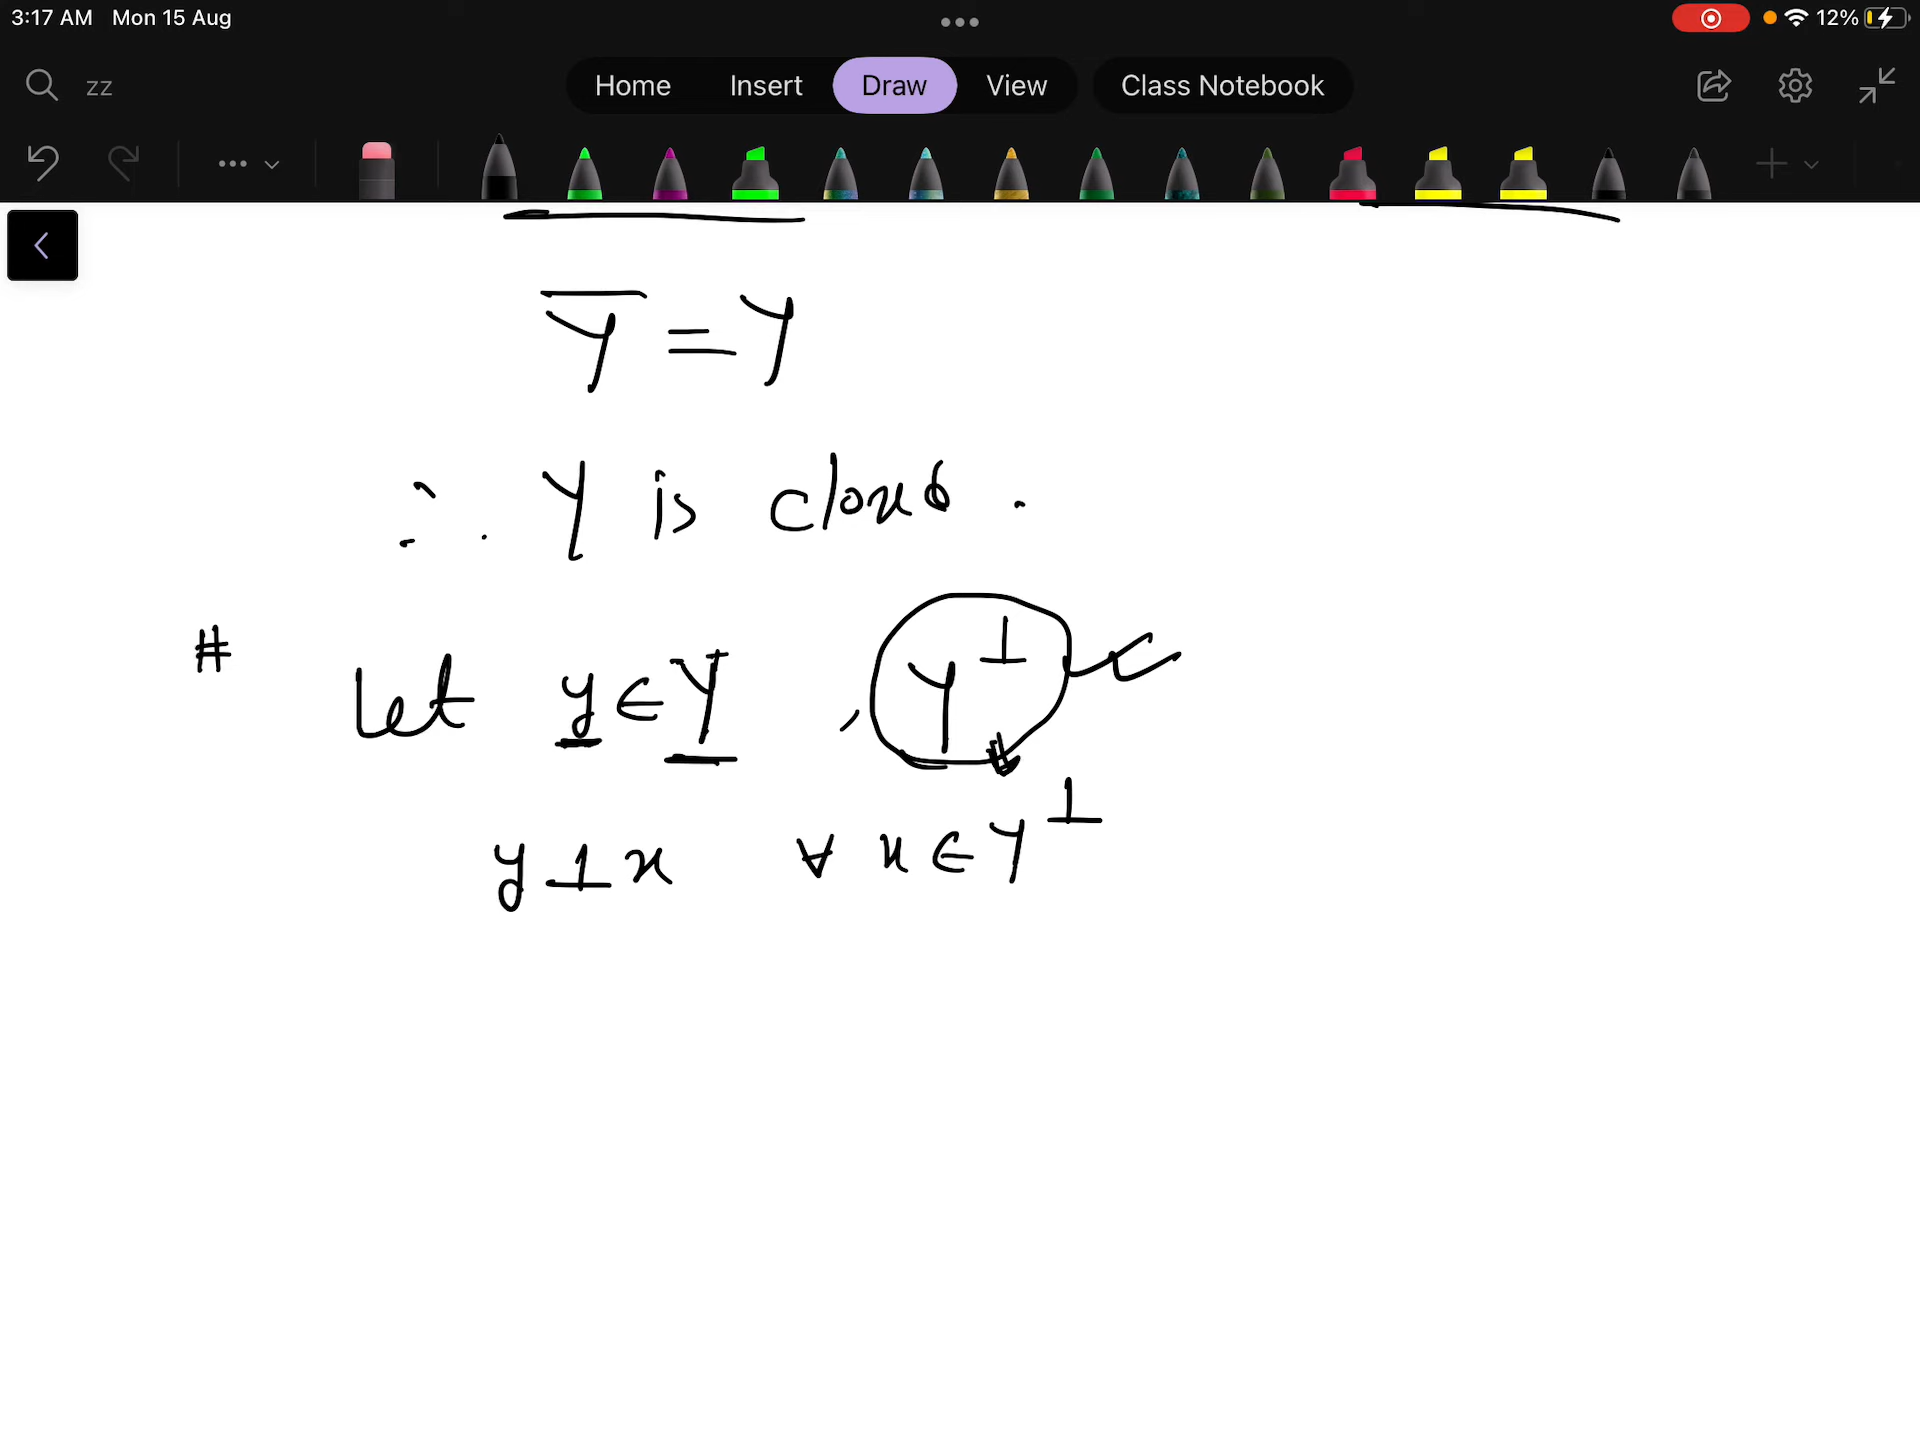 3:17 AM Mon 15 Aug
12%
zz
Home Insert Draw View Class Notebook
Y̅ = Y
∴ Y is closed.
# Let y ∈ Y , Y⊥
y ⊥ x ∀ x ∈ Y⊥